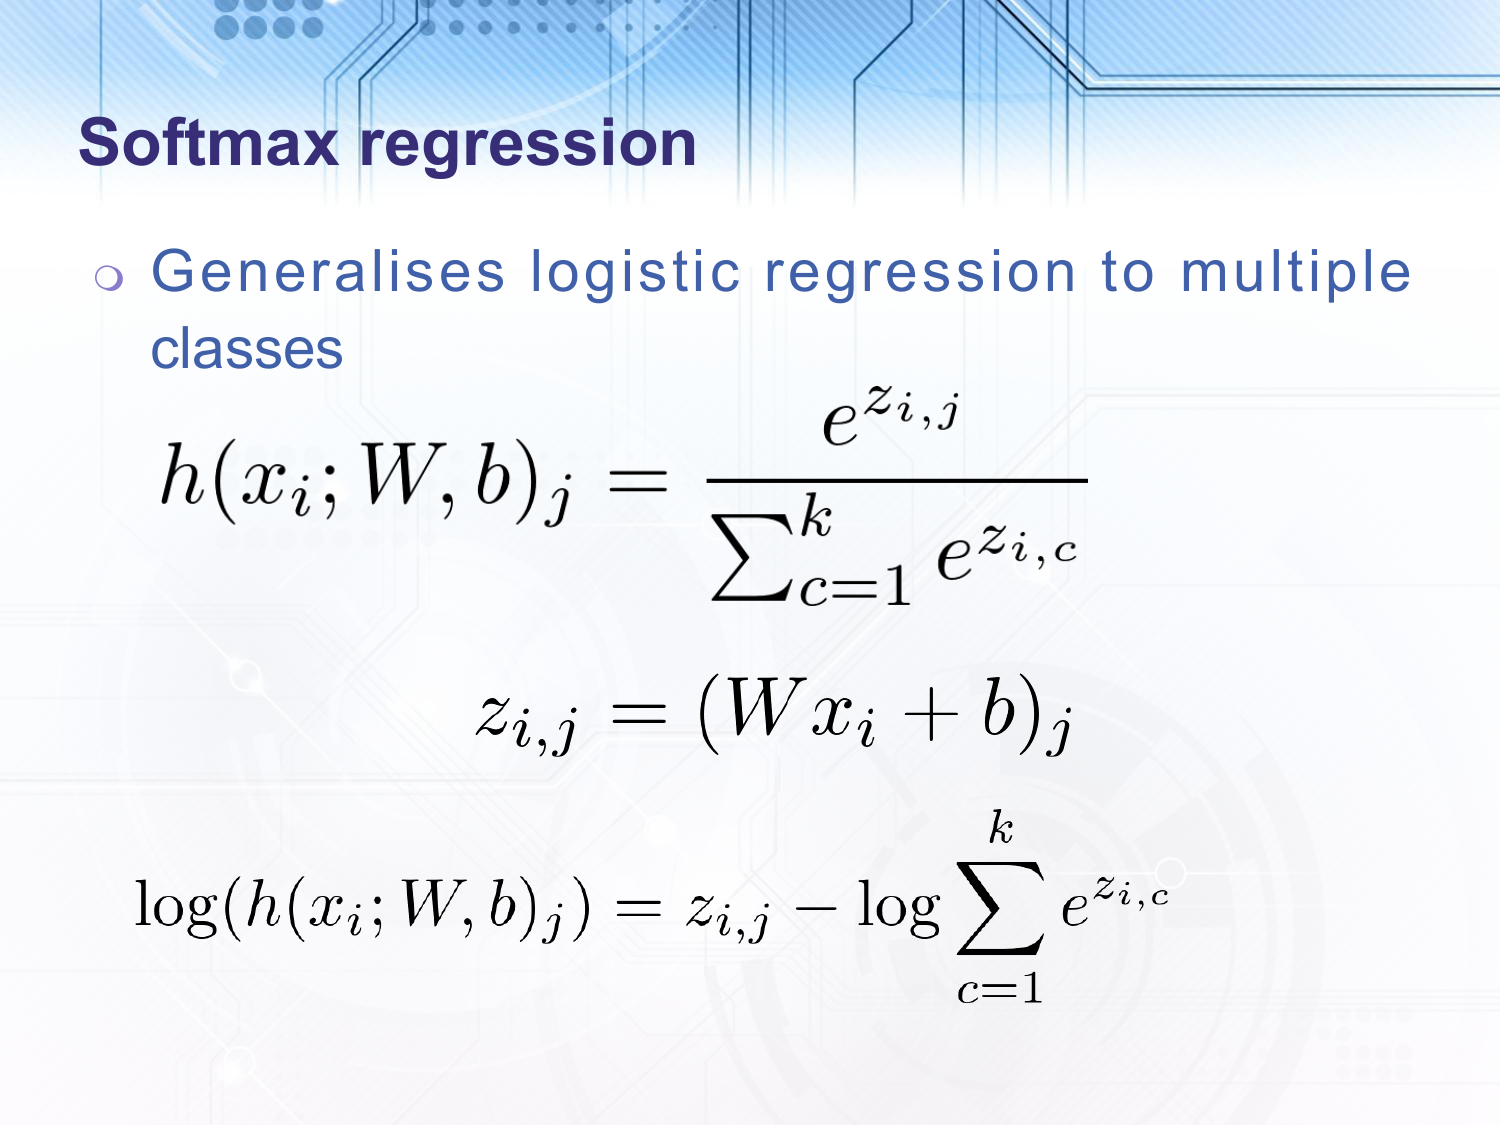 Softmax regression
Generalises logistic regression to multiple
classes
$h(x_i; W, b)_j = \frac{e^{z_{i,j}}}{\sum_{c=1}^{k} e^{z_{i,c}}}$
$z_{i,j} = (Wx_i + b)_j$
$\log(h(x_i; W, b)_j) = z_{i,j} - \log \sum_{c=1}^{k} e^{z_{i,c}}$